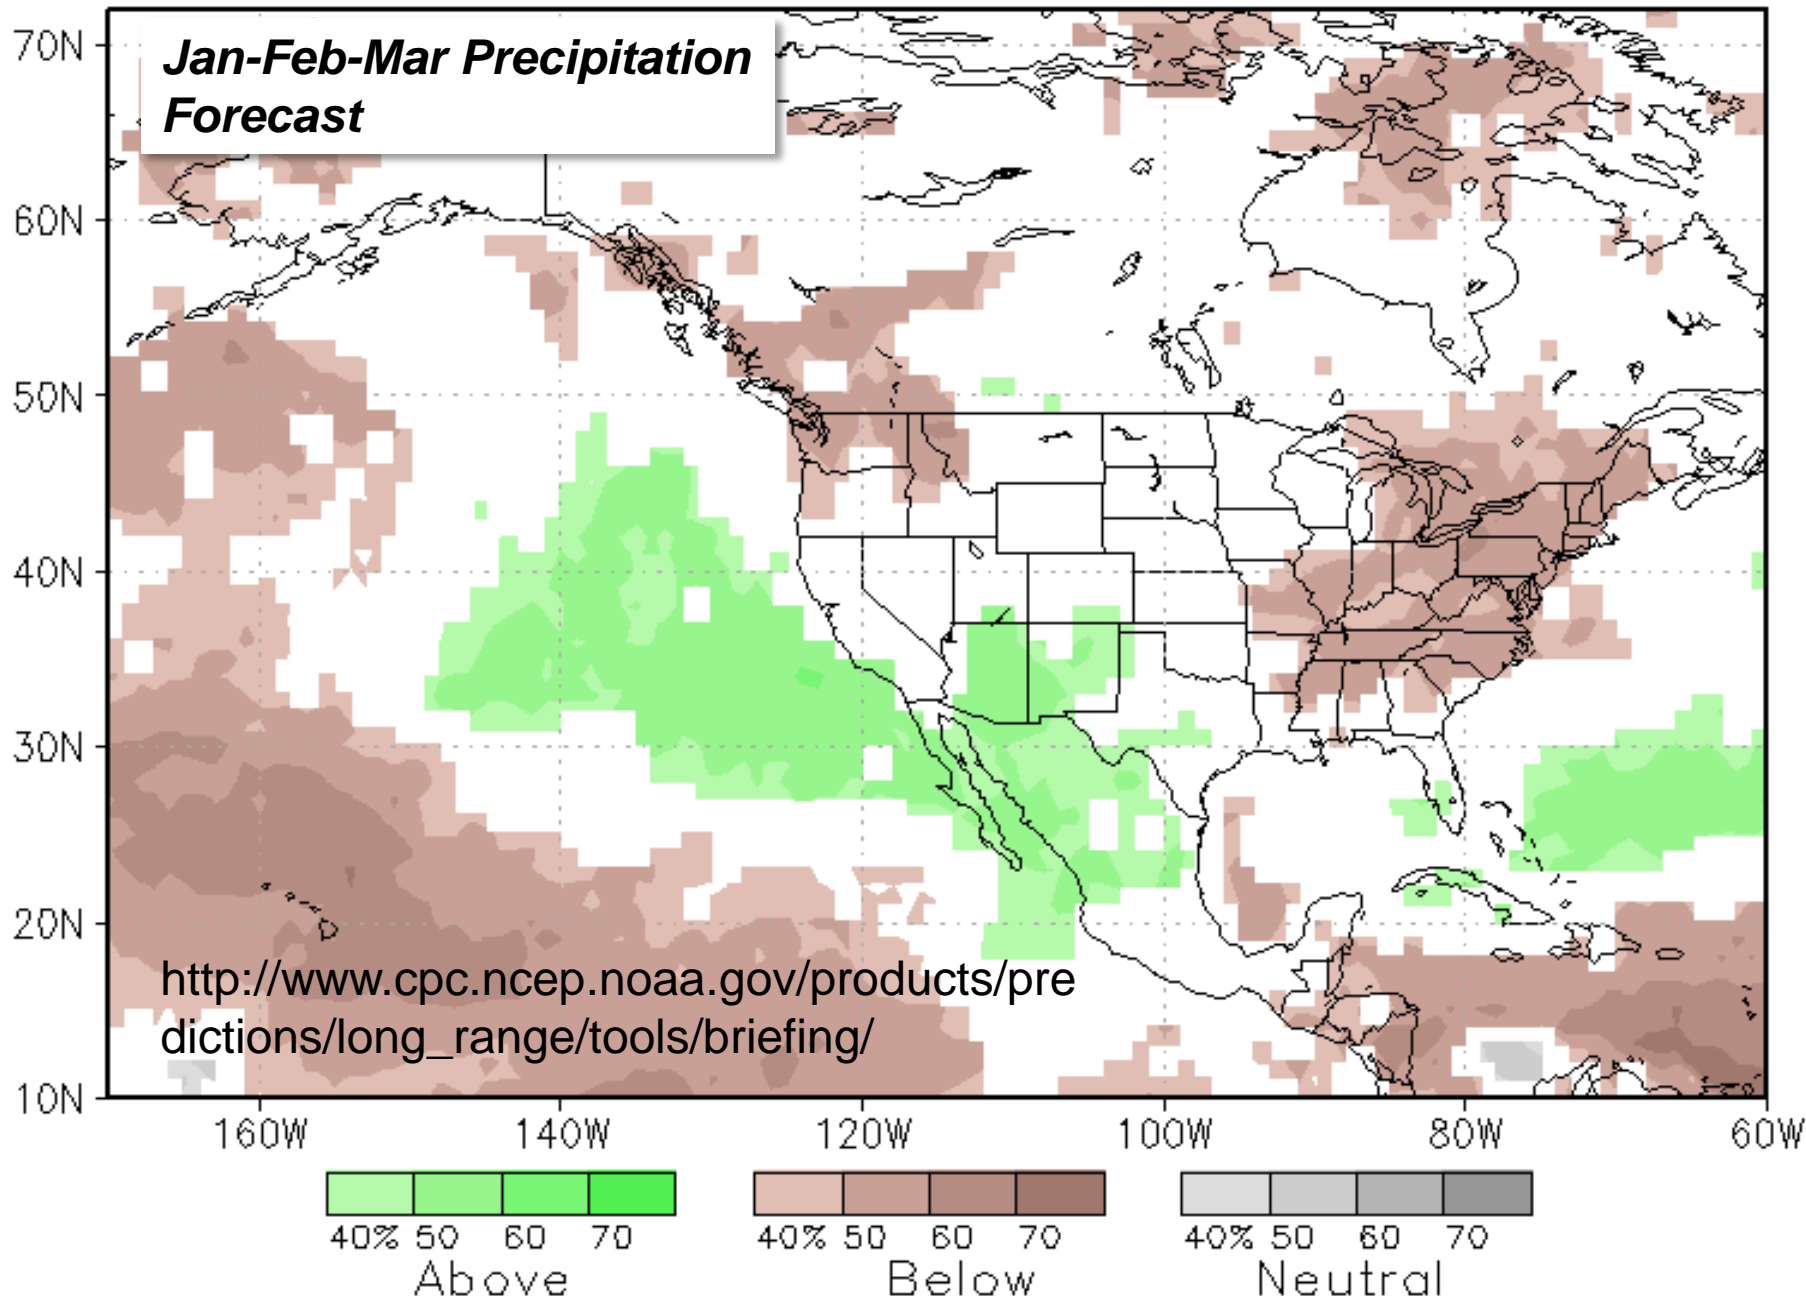 Jan-Feb-Mar Precipitation
Forecast
70N
60N
50N
40N
30N
20N
10N
http://www.cpc.ncep.noaa.gov/products/pre
dictions/long_range/tools/briefing/
160W 140W 120W 100W 80W 60W
40% 50 60 70 40% 50 60 70 40% 50 60 70
Above Below Neutral